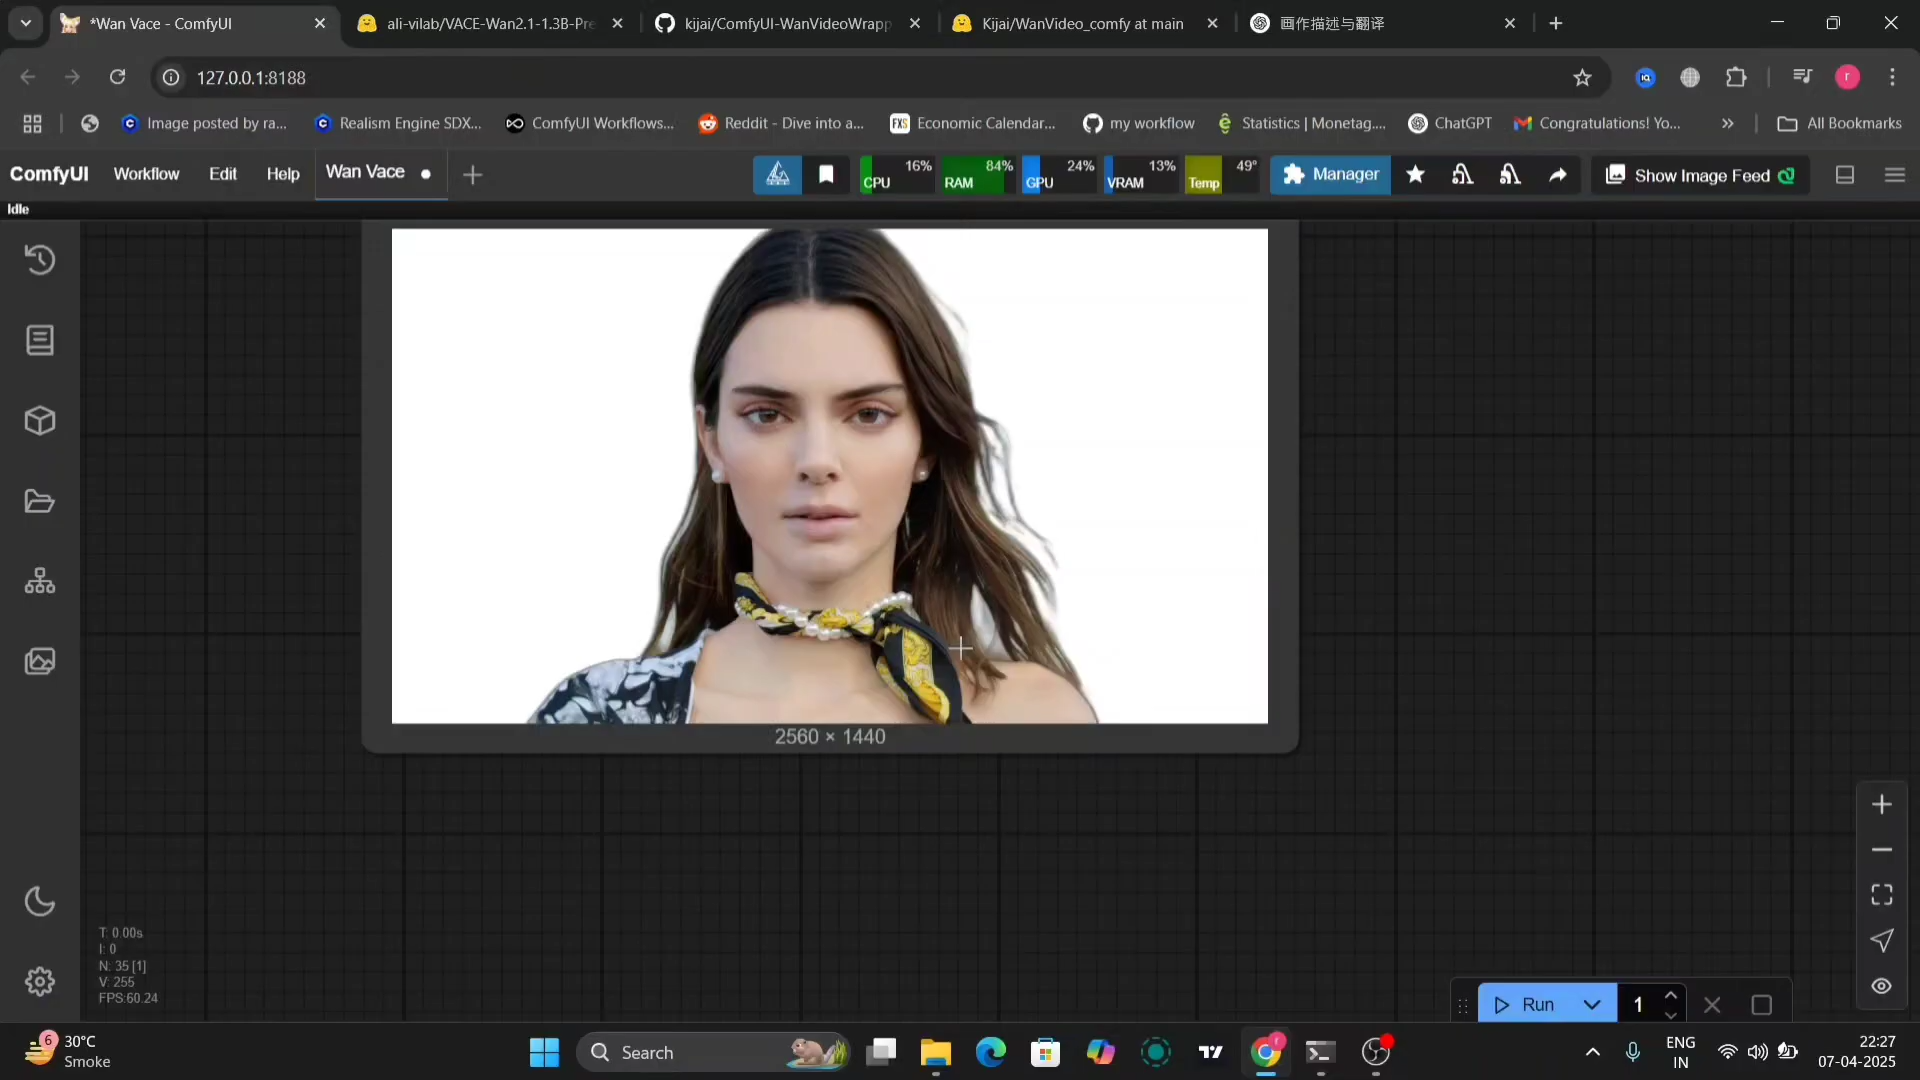 *Wan Vace - ComfyUI
ali-vilab/VACE-Wan2.1-1.3B-Pre
kijai/ComfyUI-WanVideoWrapp
Kijai/WanVideo_comfy at main
画作描述与翻译
127.0.0.1:8188
r
Image posted by ra...
Realism Engine SDX...
ComfyUI Workflows...
Reddit - Dive into a...
FXS
Economic Calendar...
my workflow
Statistics | Monetag....
ChatGPT
Congratulations! Yo...
All Bookmarks
ComfyUI
Workflow
Edit
Help
Wan Vace
CPU
16%
RAM
84%
GPU
24%
VRAM
13%
Temp
49°
Manager
Show Image Feed
Idle
2560 × 1440
T: 0.00s
I: 0
N: 35 [1]
V: 255
FPS:60.24
Run
1
6
30°C
Smoke
Search
ENG
IN
22:27
07-04-2025